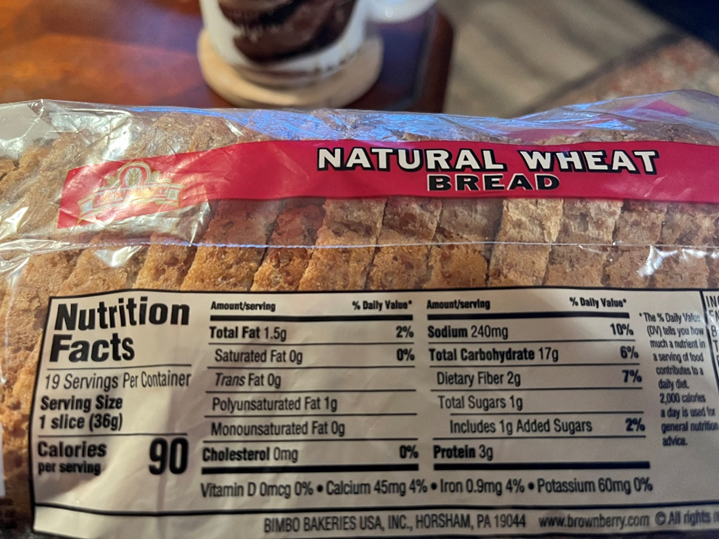 NATURAL WHEAT
BREAD
Nutrition
Facts
19 Servings Per Container
Serving Size
1 slice (36g)
Calories
per serving
90
Amount/serving % Daily Value*
Total Fat 1.5g 2%
Saturated Fat 0g 0%
Trans Fat 0g
Polyunsaturated Fat 1g
Monounsaturated Fat 0g
Cholesterol 0mg 0%
Amount/serving % Daily Value*
Sodium 240mg 10%
Total Carbohydrate 17g 6%
Dietary Fiber 2g 7%
Total Sugars 1g
Includes 1g Added Sugars 2%
Protein 3g
*The % Daily Value
(DV) tells you how
much a nutrient in
a serving of food
contributes to a
daily diet.
2,000 calories
a day is used for
general nutrition
advice.
Vitamin D 0mcg 0% • Calcium 45mg 4% • Iron 0.9mg 4% • Potassium 60mg 0%
BIMBO BAKERIES USA, INC., HORSHAM, PA 19044 www.brownberry.com © All rights